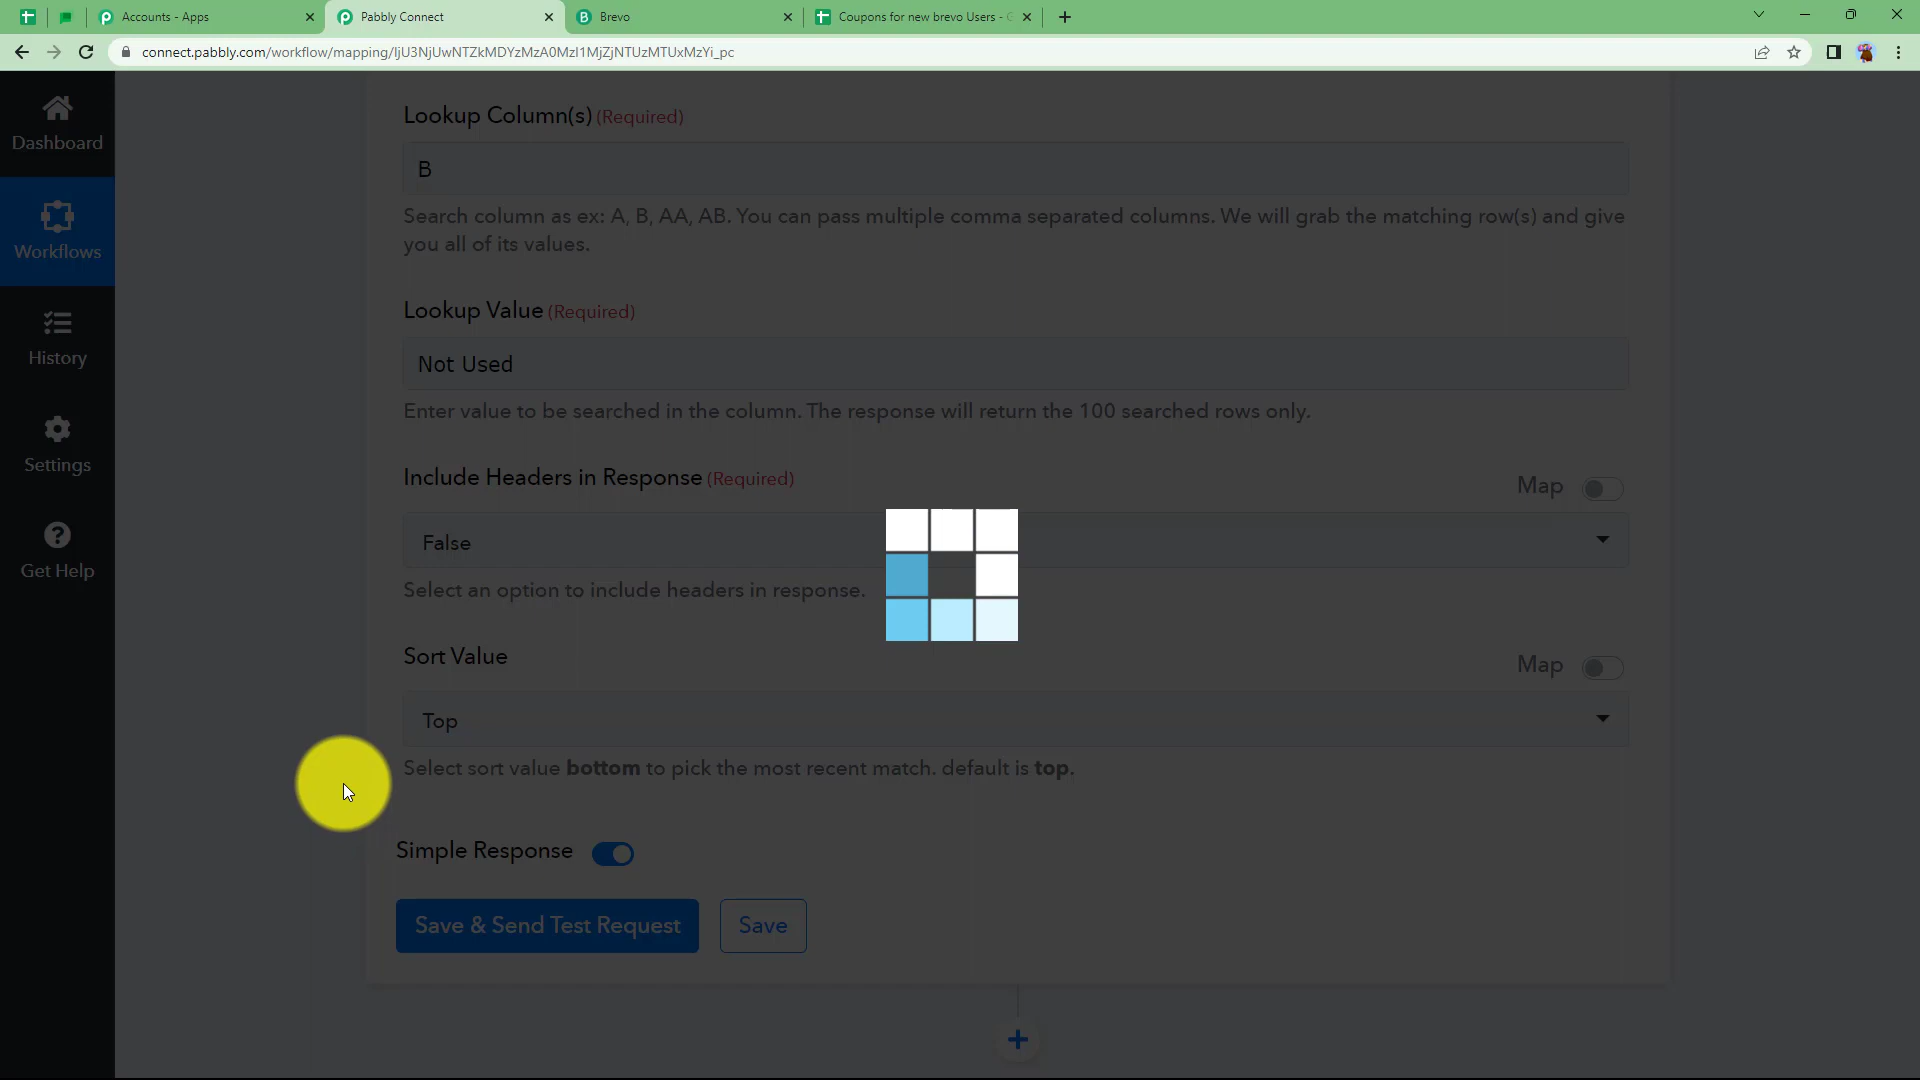 Accounts - Apps
Pabbly Connect
Brevo
Coupons for new brevo Users -
connect.pabbly.com/workflow/mapping/IjU3NjUwNTZkMDYzMzA0MzI1MjZjNTUzMTUxMzYi_pc
Dashboard
Workflows
History
Settings
Get Help
Lookup Column(s) (Required)
B
Search column as ex: A, B, AA, AB. You can pass multiple comma separated columns. We will grab the matching row(s) and give
you all of its values.
Lookup Value (Required)
Not Used
Enter value to be searched in the column. The response will return the 100 searched rows only.
Include Headers in Response (Required)
Map
False
Select an option to include headers in response.
Sort Value
Map
Top
Select sort value bottom to pick the most recent match. default is top.
Simple Response
Save & Send Test Request
Save